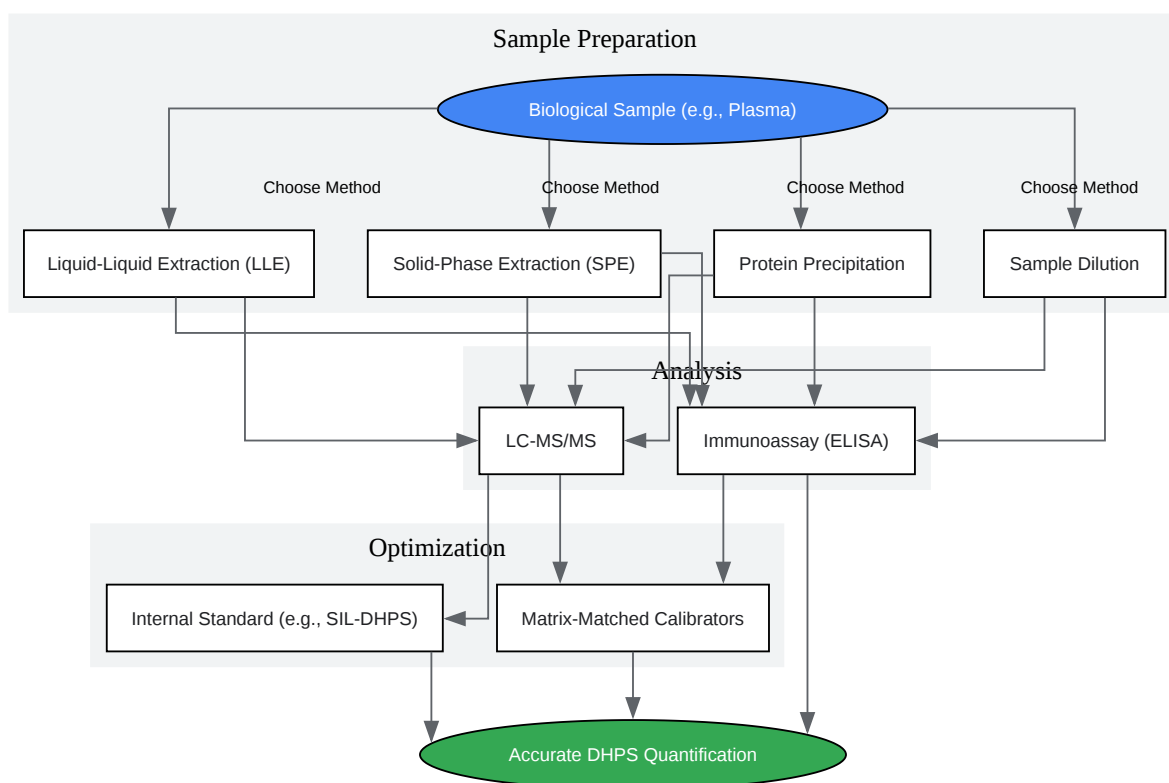 Sample Preparation
Biological Sample (e.g., Plasma)
Choose Method
Choose Method
Choose Method
Choose Method
Liquid-Liquid Extraction (LLE)
Solid-Phase Extraction (SPE)
Protein Precipitation
Sample Dilution
Analysis
LC-MS/MS
Immunoassay (ELISA)
Optimization
Internal Standard (e.g., SIL-DHPS)
Matrix-Matched Calibrators
Accurate DHPS Quantification